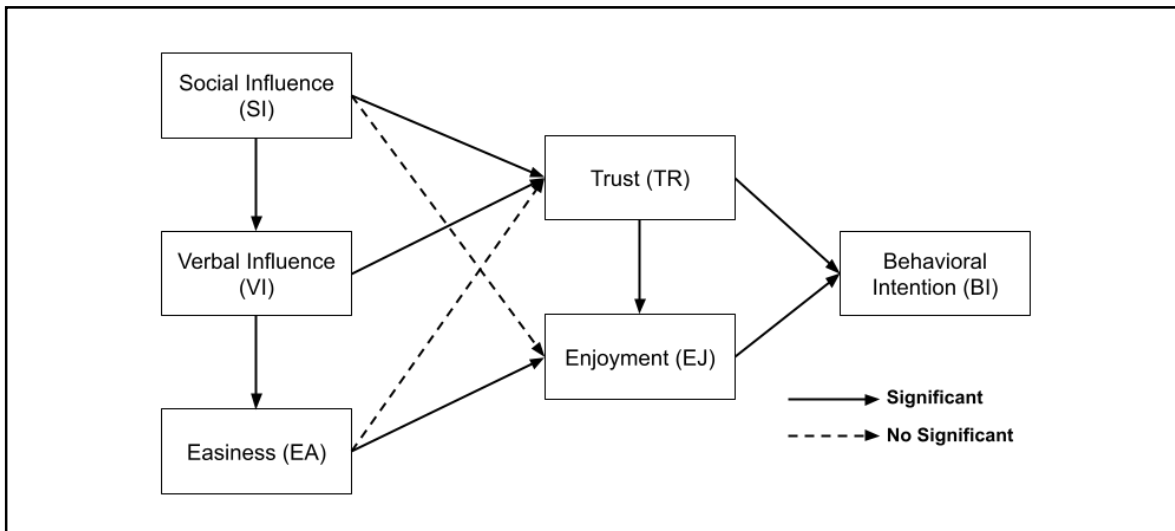 Social Influence
(SI)
Trust (TR)
Verbal Influence
(VI)
Behavioral
Intention (BI)
Enjoyment (EJ)
Easiness (EA)
Significant
No Significant